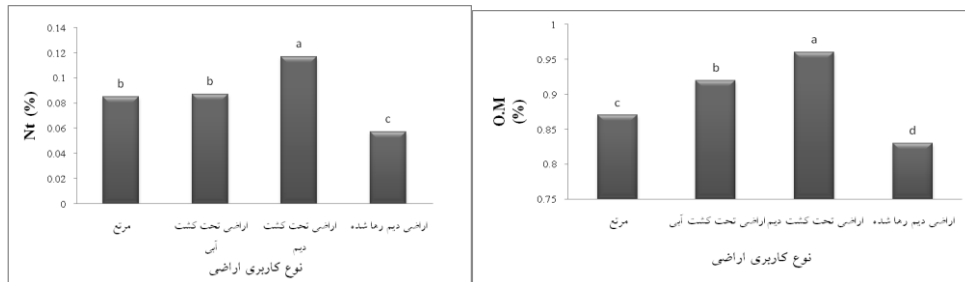 0.14
0.12
0.1
0.08
0.06
0.04
0.02
0
Nt (%)
b
b
a
c
مرتع
اراضی تحت کشت
آبی
اراضی تحت کشت
دیم
اراضی دیم رها شده
نوع کاربری اراضی
1
0.95
0.9
0.85
0.8
0.75
O.M
(%)
c
b
a
d
مرتع
اراضی تحت کشت آبی
اراضی تحت کشت دیم
اراضی دیم رها شده
نوع کاربری اراضی